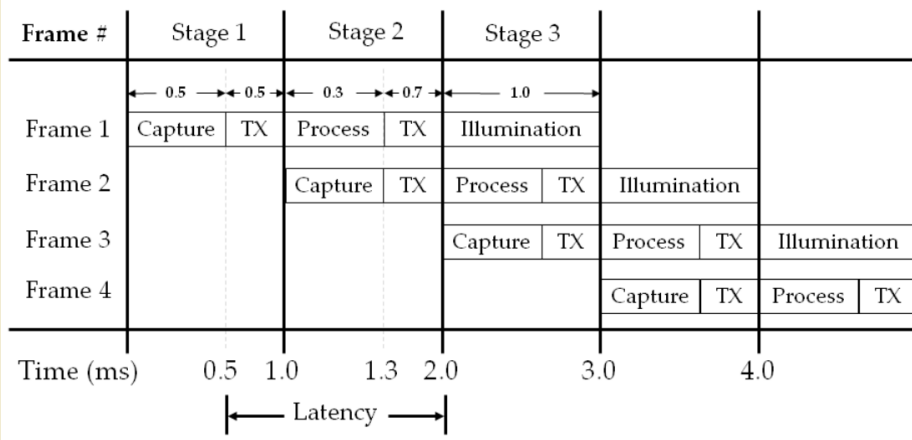 Frame # Stage 1 Stage 2 Stage 3
0.5 0.5 0.3 0.7 1.0
Frame 1 Capture TX Process TX Illumination
Frame 2 Capture TX Process TX Illumination
Frame 3 Capture TX Process TX Illumination
Frame 4 Capture TX Process TX
Time (ms) 0.5 1.0 1.3 2.0 3.0 4.0
Latency